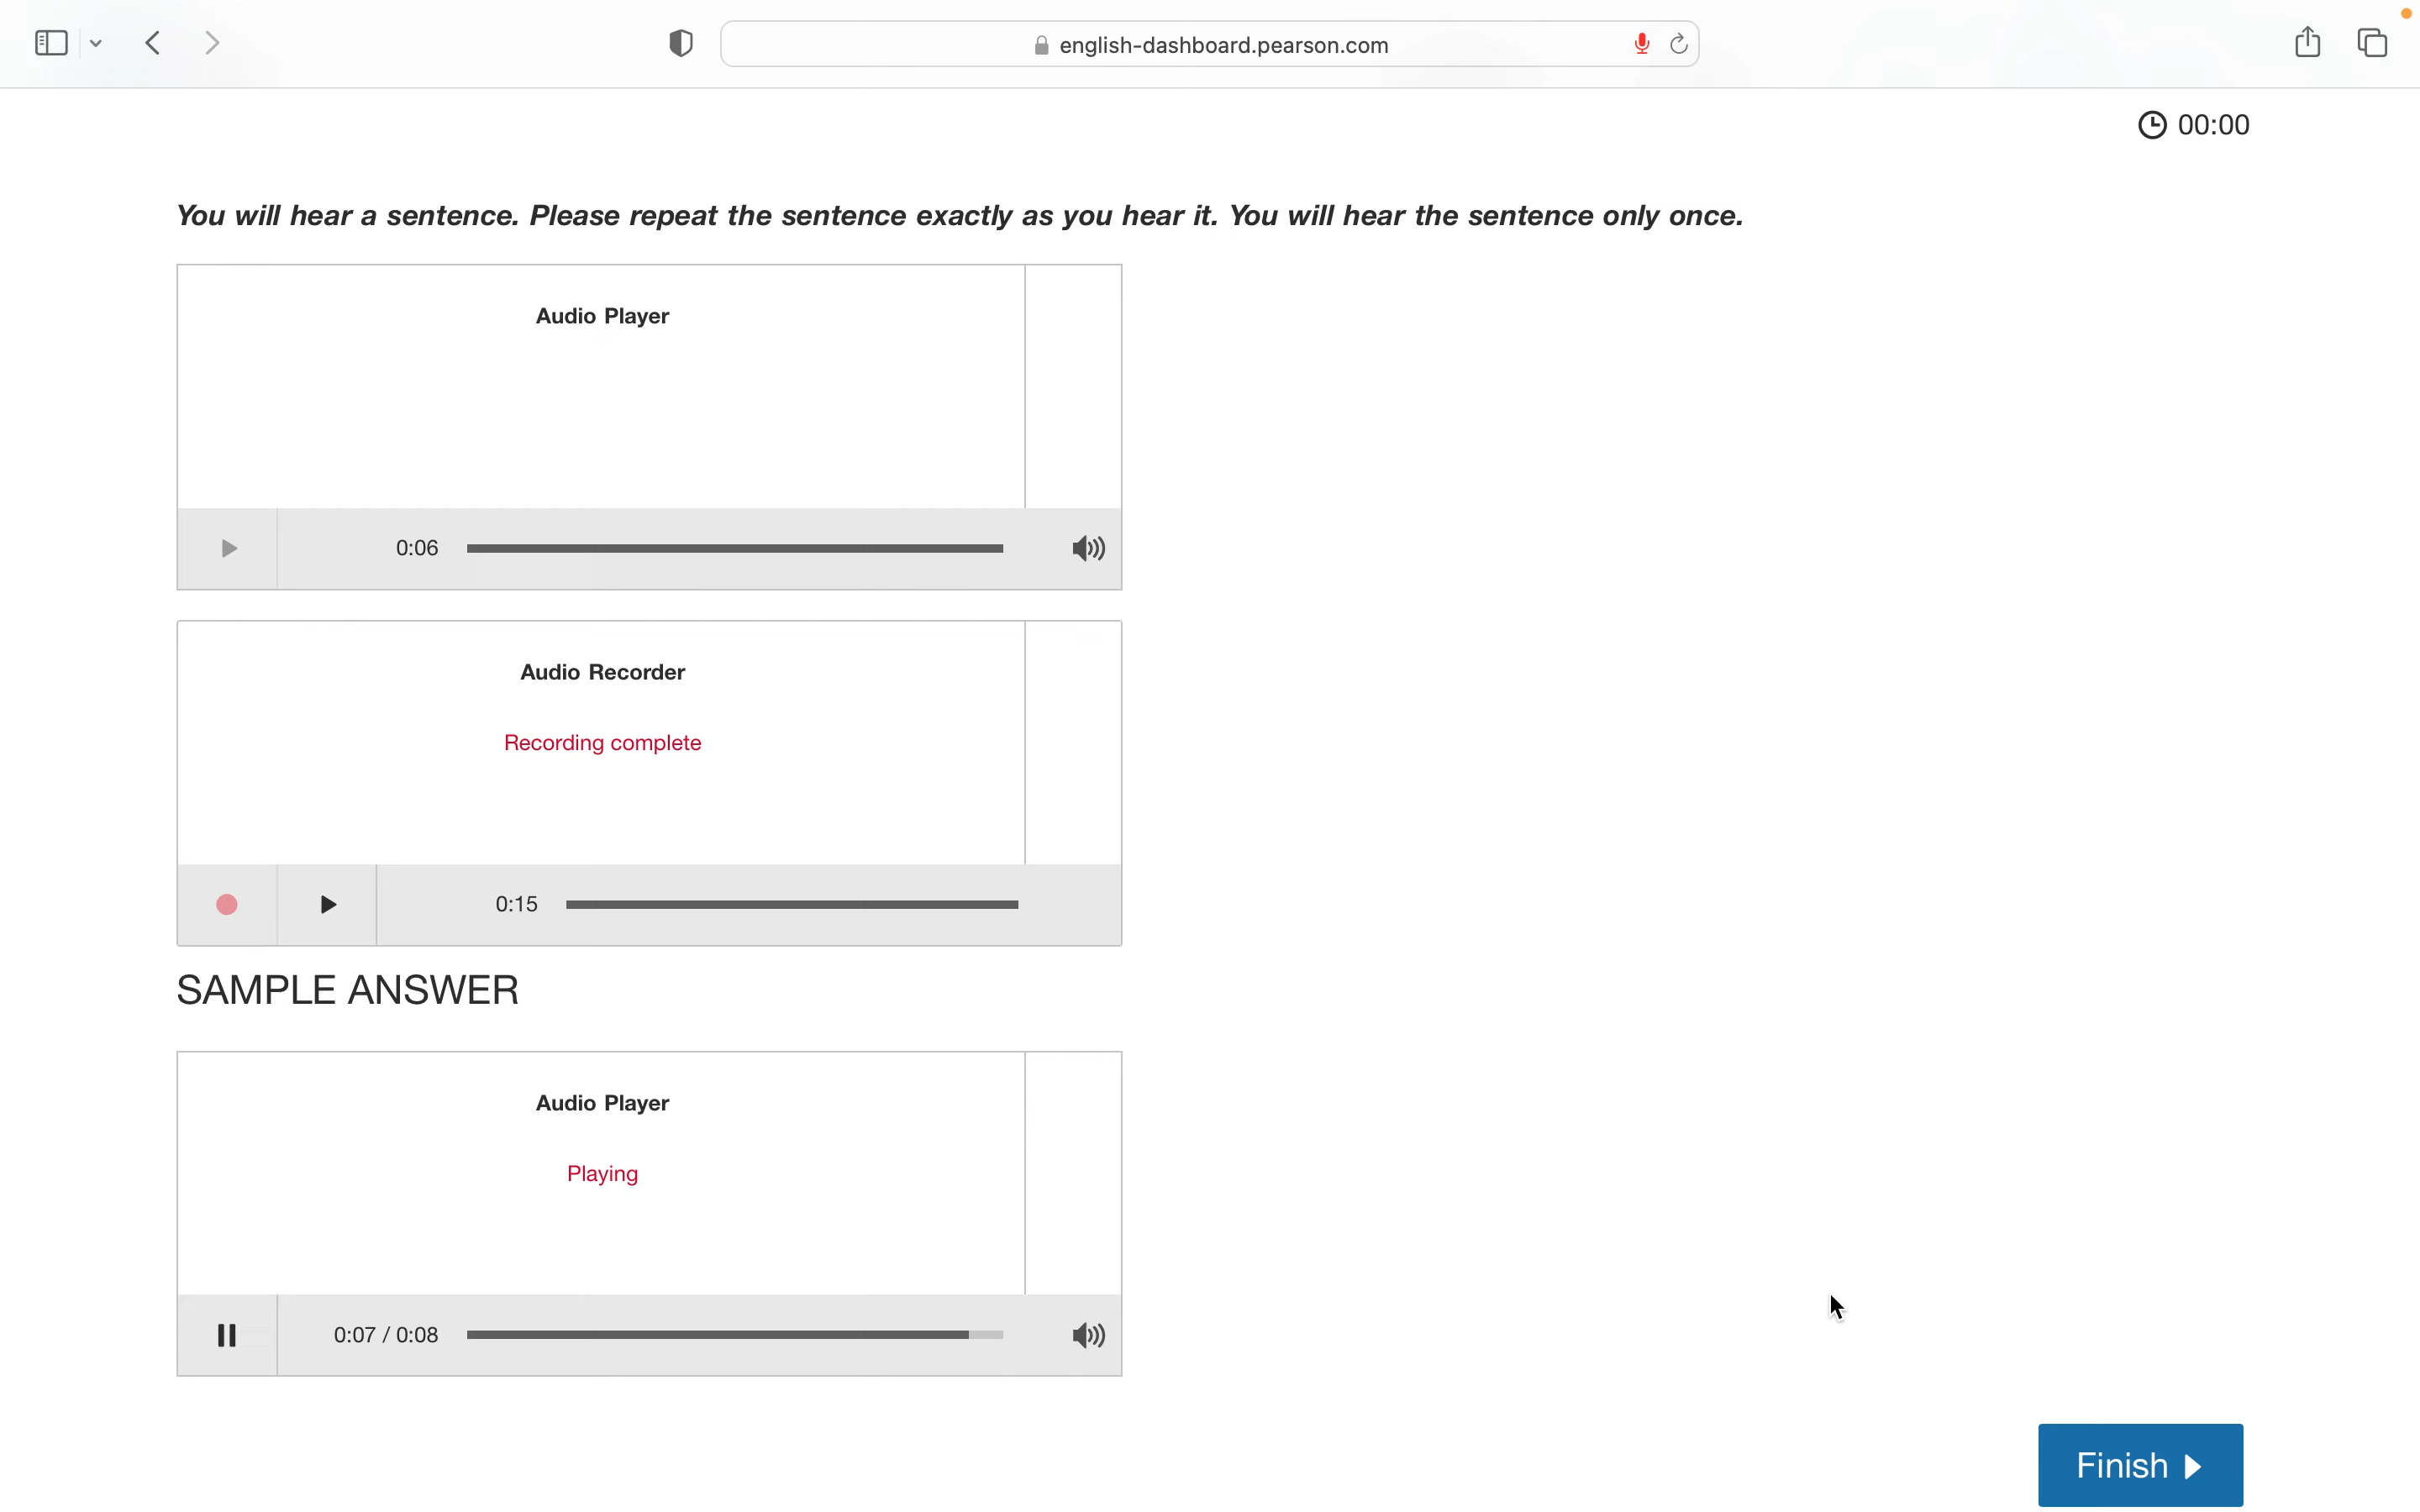 english-dashboard.pearson.com
00:00
You will hear a sentence. Please repeat the sentence exactly as you hear it. You will hear the sentence only once.
Audio Player
0:06
Audio Recorder
Recording complete
0:15
SAMPLE ANSWER
Audio Player
Playing
0:07 / 0:08
Finish